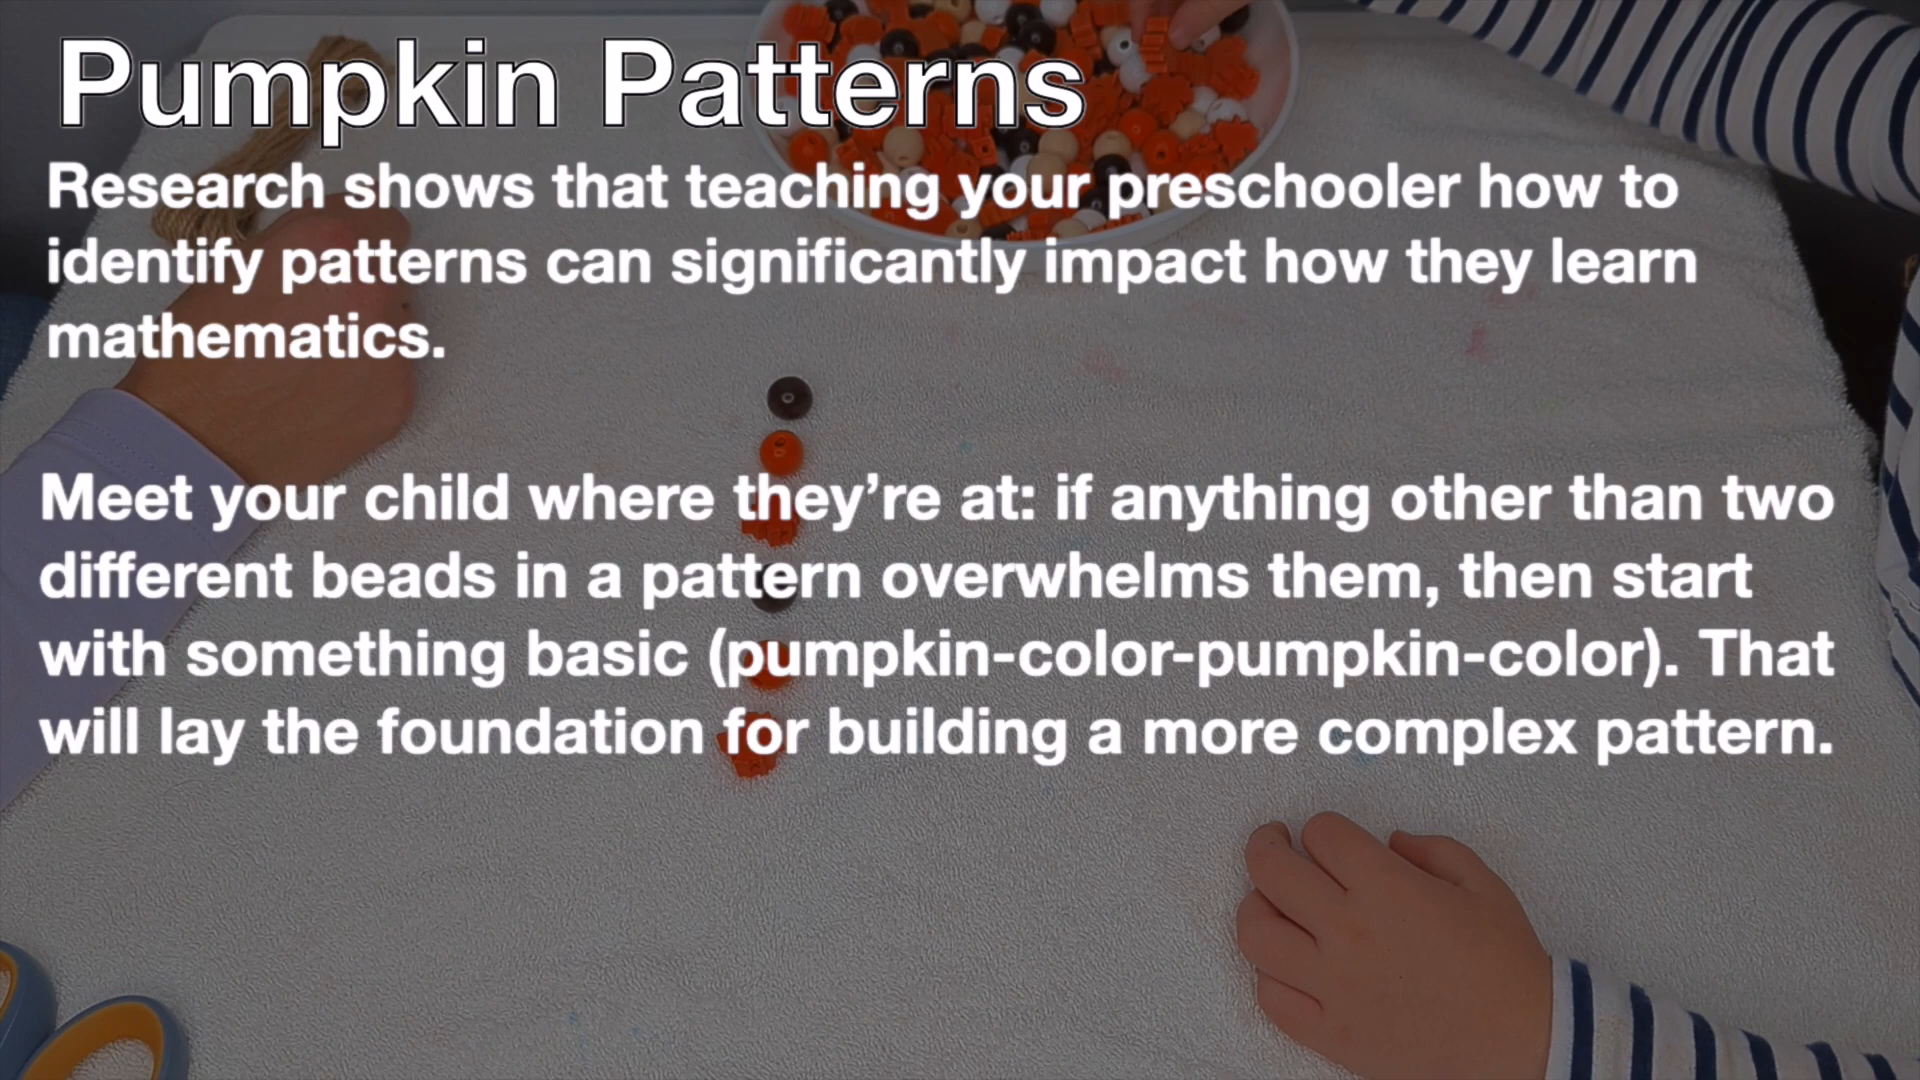 Pumpkin Patterns
Research shows that teaching your preschooler how to
identify patterns can significantly impact how they learn
mathematics.
Meet your child where they’re at: if anything other than two
different beads in a pattern overwhelms them, then start
with something basic (pumpkin-color-pumpkin-color). That
will lay the foundation for building a more complex pattern.